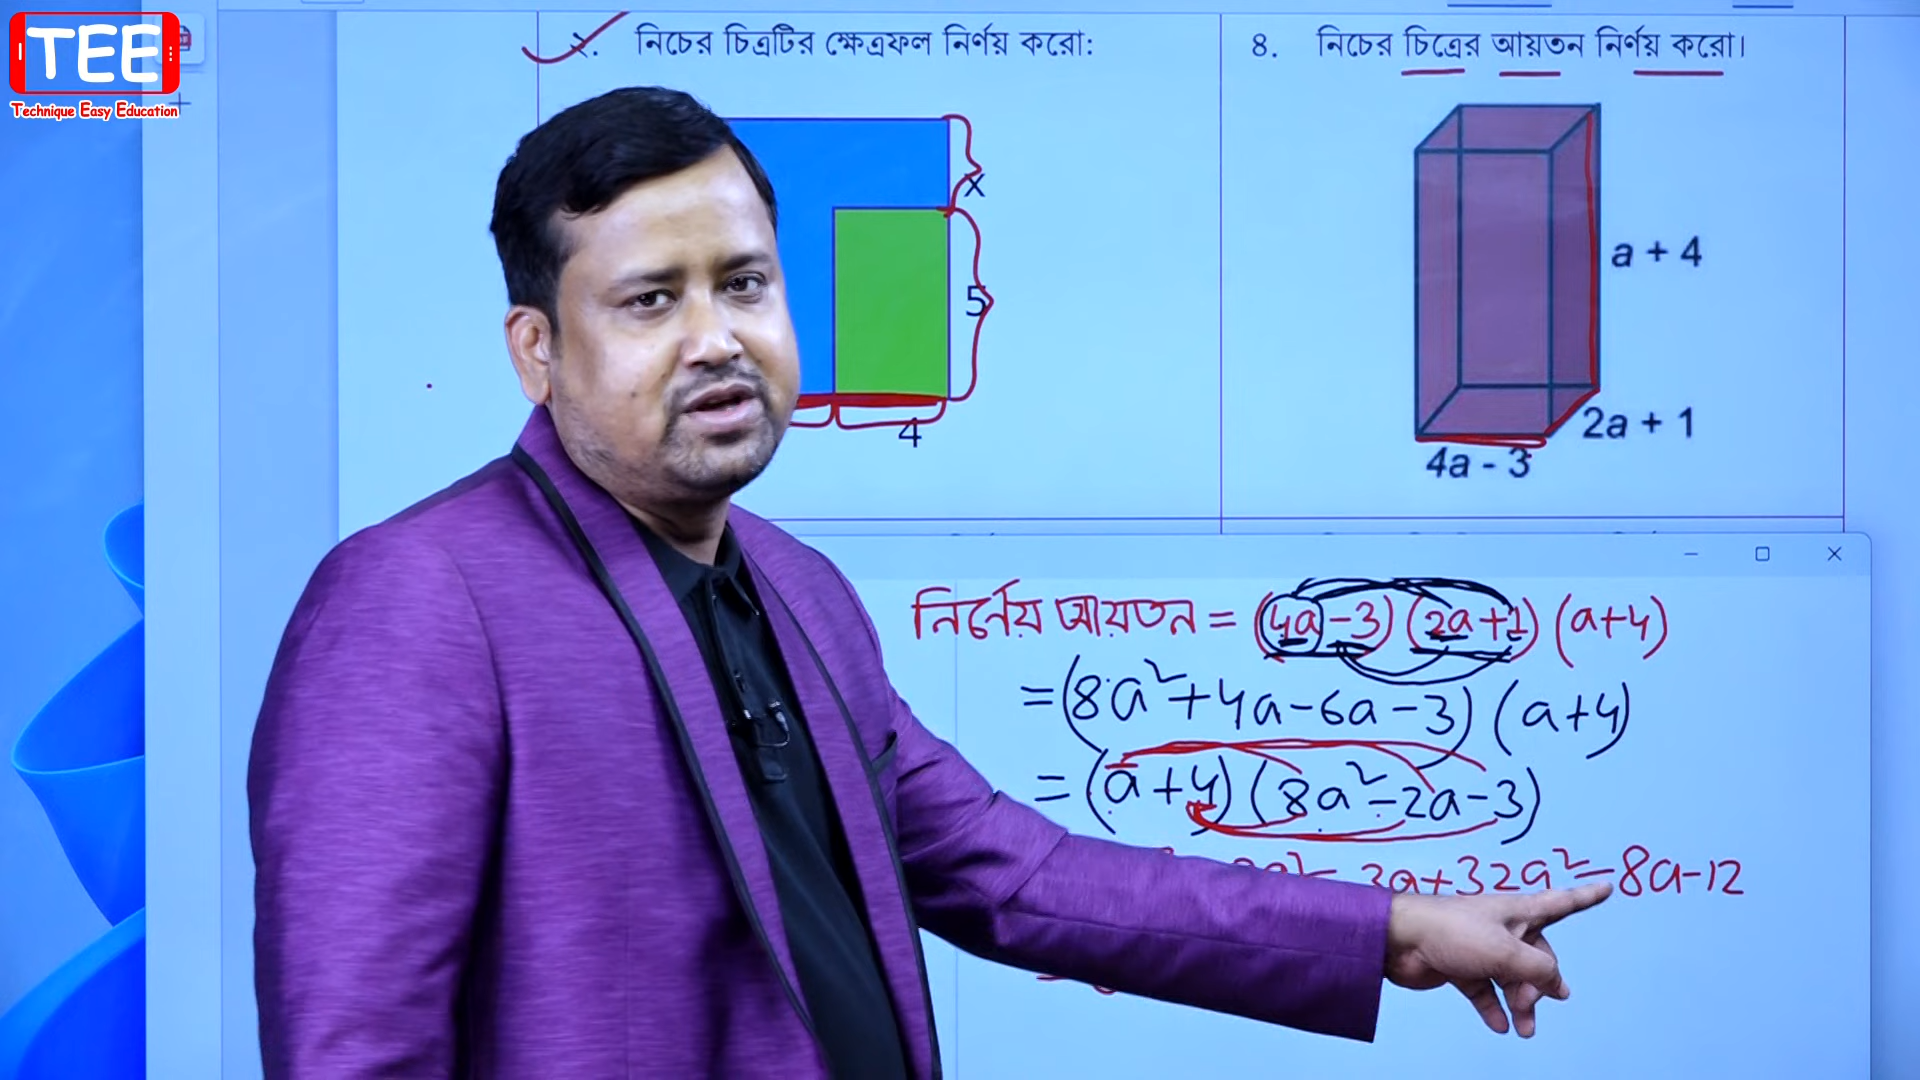 TEE
Technique Easy Education
২. নিচের চিত্রটির ক্ষেত্রফল নির্ণয় করো:
x
5
4
8. নিচের চিত্রের আয়তন নির্ণয় করো।
a + 4
2a + 1
4a - 3
নির্ণেয় আয়তন = (4a-3) (2a+1) (a+4)
=(8a²+4a-6a-3) (a+4)
= (a+4) (8a²-2a-3)
3a+32a²-8a-12